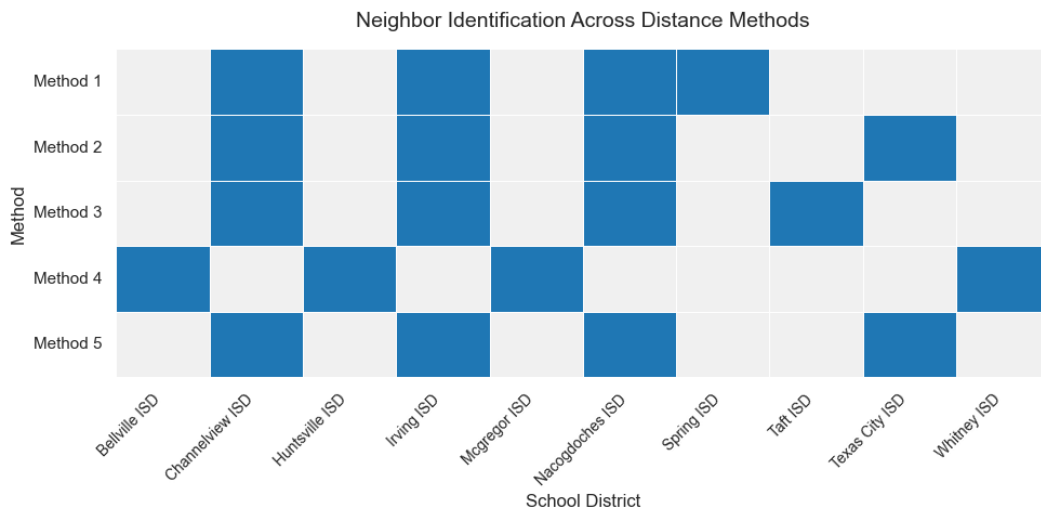 Neighbor Identification Across Distance Methods
Method
Method 1
Method 2
Method 3
Method 4
Method 5
Bellville ISD
Channelview ISD
Huntsville ISD
Irving ISD
Mcgregor ISD
Nacogdoches ISD
Spring ISD
Taft ISD
Texas City ISD
Whitney ISD
School District